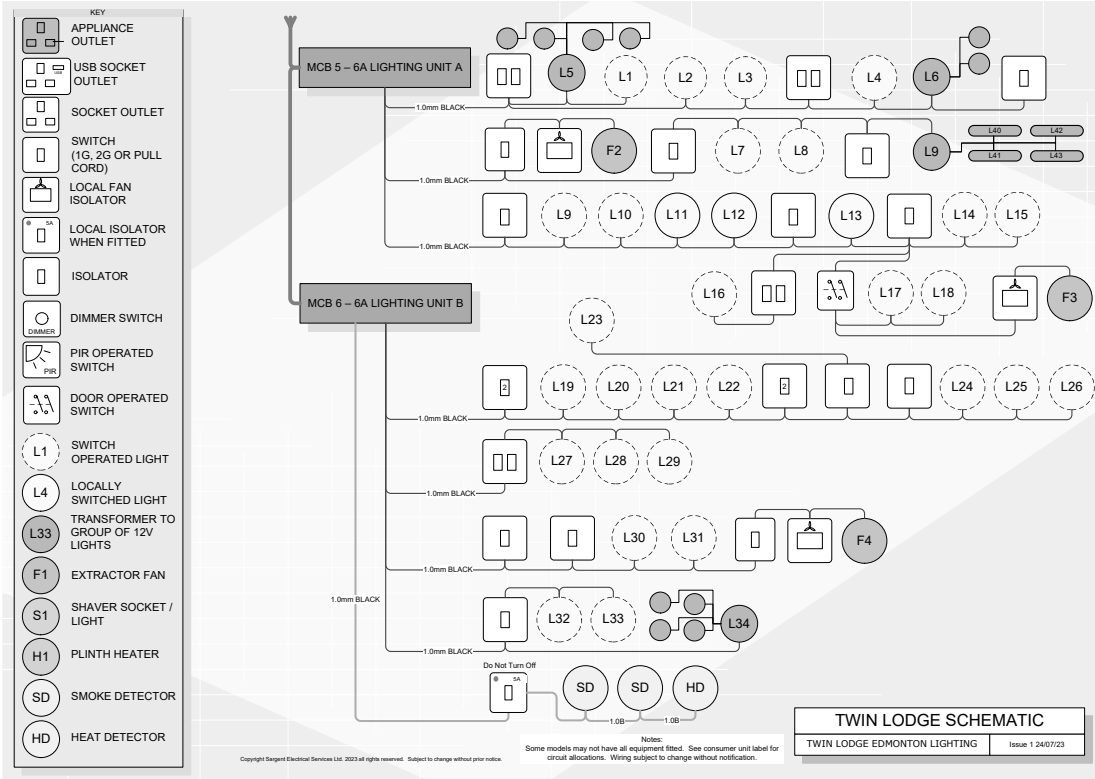 KEY
APPLIANCE
OUTLET
USB
USB SOCKET
OUTLET
SOCKET OUTLET
SWITCH
(1G, 2G OR PULL
CORD)
LOCAL FAN
ISOLATOR
5A
LOCAL ISOLATOR
WHEN FITTED
ISOLATOR
DIMMER
DIMMER SWITCH
PIR
PIR OPERATED
SWITCH
DOOR OPERATED
SWITCH
L1
SWITCH
OPERATED LIGHT
L4
LOCALLY
SWITCHED LIGHT
L33
TRANSFORMER TO
GROUP OF 12V
LIGHTS
F1
EXTRACTOR FAN
S1
SHAVER SOCKET /
LIGHT
H1
PLINTH HEATER
SD
SMOKE DETECTOR
HD
HEAT DETECTOR
MCB 5 – 6A LIGHTING UNIT A
L5 L1 L2 L3 L4 L6
1.0mm BLACK
F2 L7 L8 L9 L40 L42
L41 L43
1.0mm BLACK
L9 L10 L11 L12 L13 L14 L15
1.0mm BLACK
L16 L17 L18 F3
MCB 6 – 6A LIGHTING UNIT B
L23
2 L19 L20 L21 L22 2 L24 L25 L26
1.0mm BLACK
L27 L28 L29
1.0mm BLACK
L30 L31 F4
1.0mm BLACK
1.0mm BLACK
L32 L33 L34
1.0mm BLACK
Do Not Turn Off
5A
SD SD HD
1.0B 1.0B
Notes:
Some models may not have all equipment fitted. See consumer unit label for
circuit allocations. Wiring subject to change without notification.
Copyright Sargent Electrical Services Ltd. 2023 all rights reserved. Subject to change without prior notice.
TWIN LODGE SCHEMATIC
TWIN LODGE EDMONTON LIGHTING
Issue 1 24/07/23